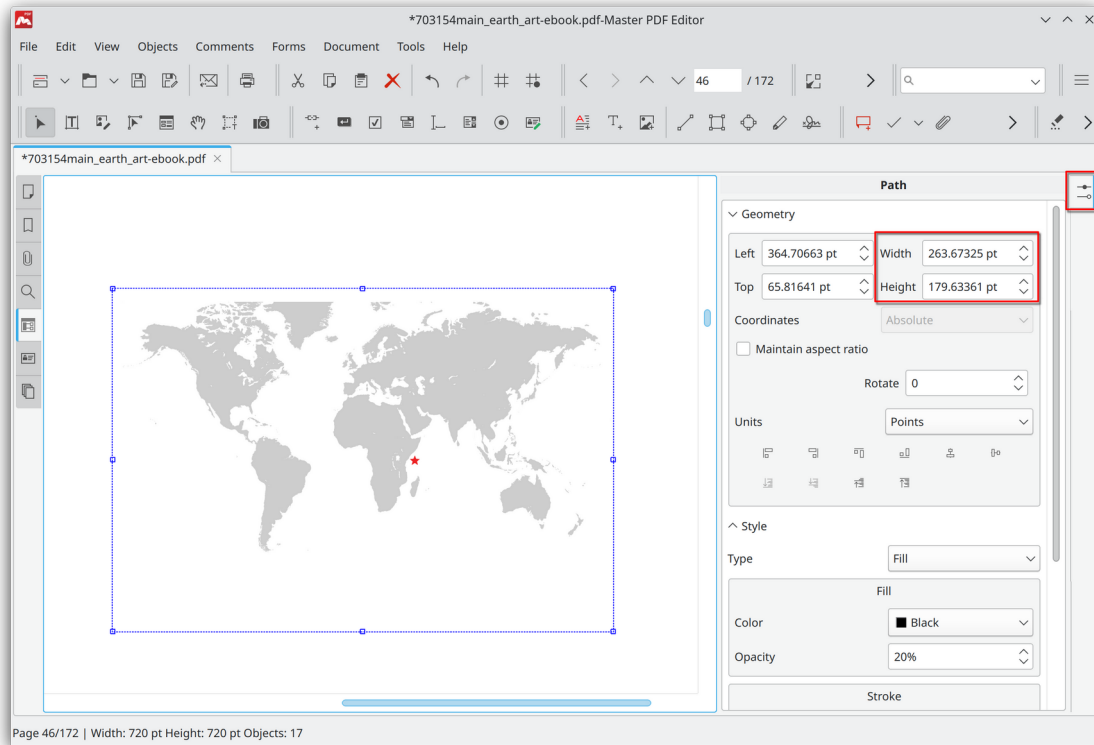 *703154main_earth_art-ebook.pdf-Master PDF Editor
File Edit View Objects Comments Forms Document Tools Help
46 / 172
*703154main_earth_art-ebook.pdf
Path
Geometry
Left 364.70663 pt Width 263.67325 pt
Top 65.81641 pt Height 179.63361 pt
Coordinates Absolute
Maintain aspect ratio
Rotate 0
Units Points
Style
Type Fill
Fill
Color Black
Opacity 20%
Stroke
Page 46/172 | Width: 720 pt Height: 720 pt Objects: 17